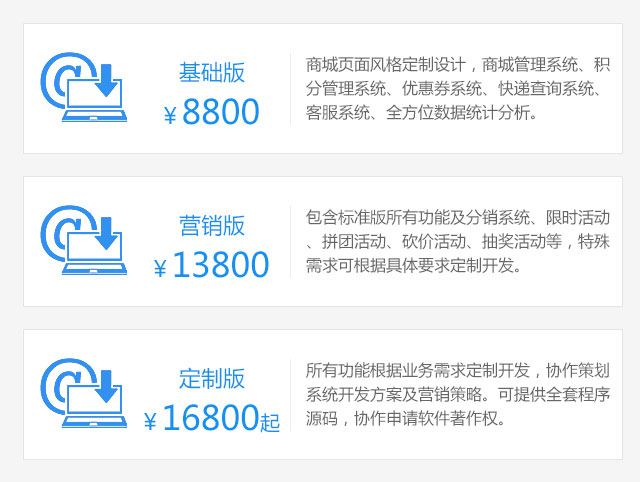 基础版
¥8800
商城页面风格定制设计，商城管理系统、积
分管理系统、优惠券系统、快递查询系统、
客服系统、全方位数据统计分析。
营销版
¥13800
包含标准版所有功能及分销系统、限时活动
、拼团活动、砍价活动、抽奖活动等，特殊
需求可根据具体要求定制开发。
定制版
¥16800起
所有功能根据业务需求定制开发，协作策划
系统开发方案及营销策略。可提供全套程序
源码，协作申请软件著作权。